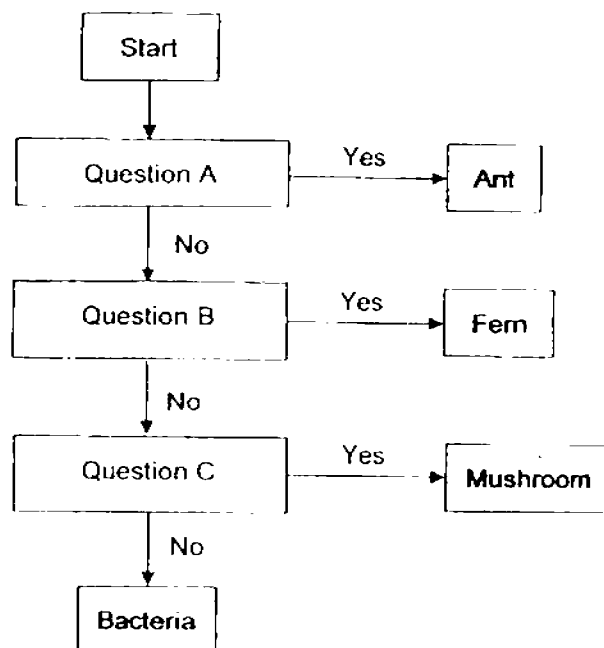 Start
Question A
Yes
Ant
No
Question B
Yes
Fern
No
Question C
Yes
Mushroom
No
Bacteria